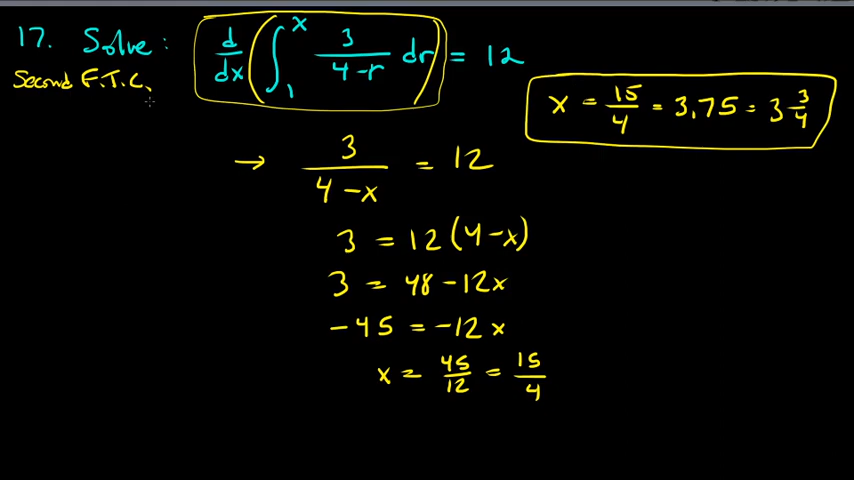 17. Solve: d/dx (∫₁ˣ 3/(4-r) dr) = 12
Second F.T.C.
x = 15/4 = 3.75 = 3 3/4
→ 3/(4-x) = 12
3 = 12(4-x)
3 = 48-12x
-45 = -12x
x = 45/12 = 15/4